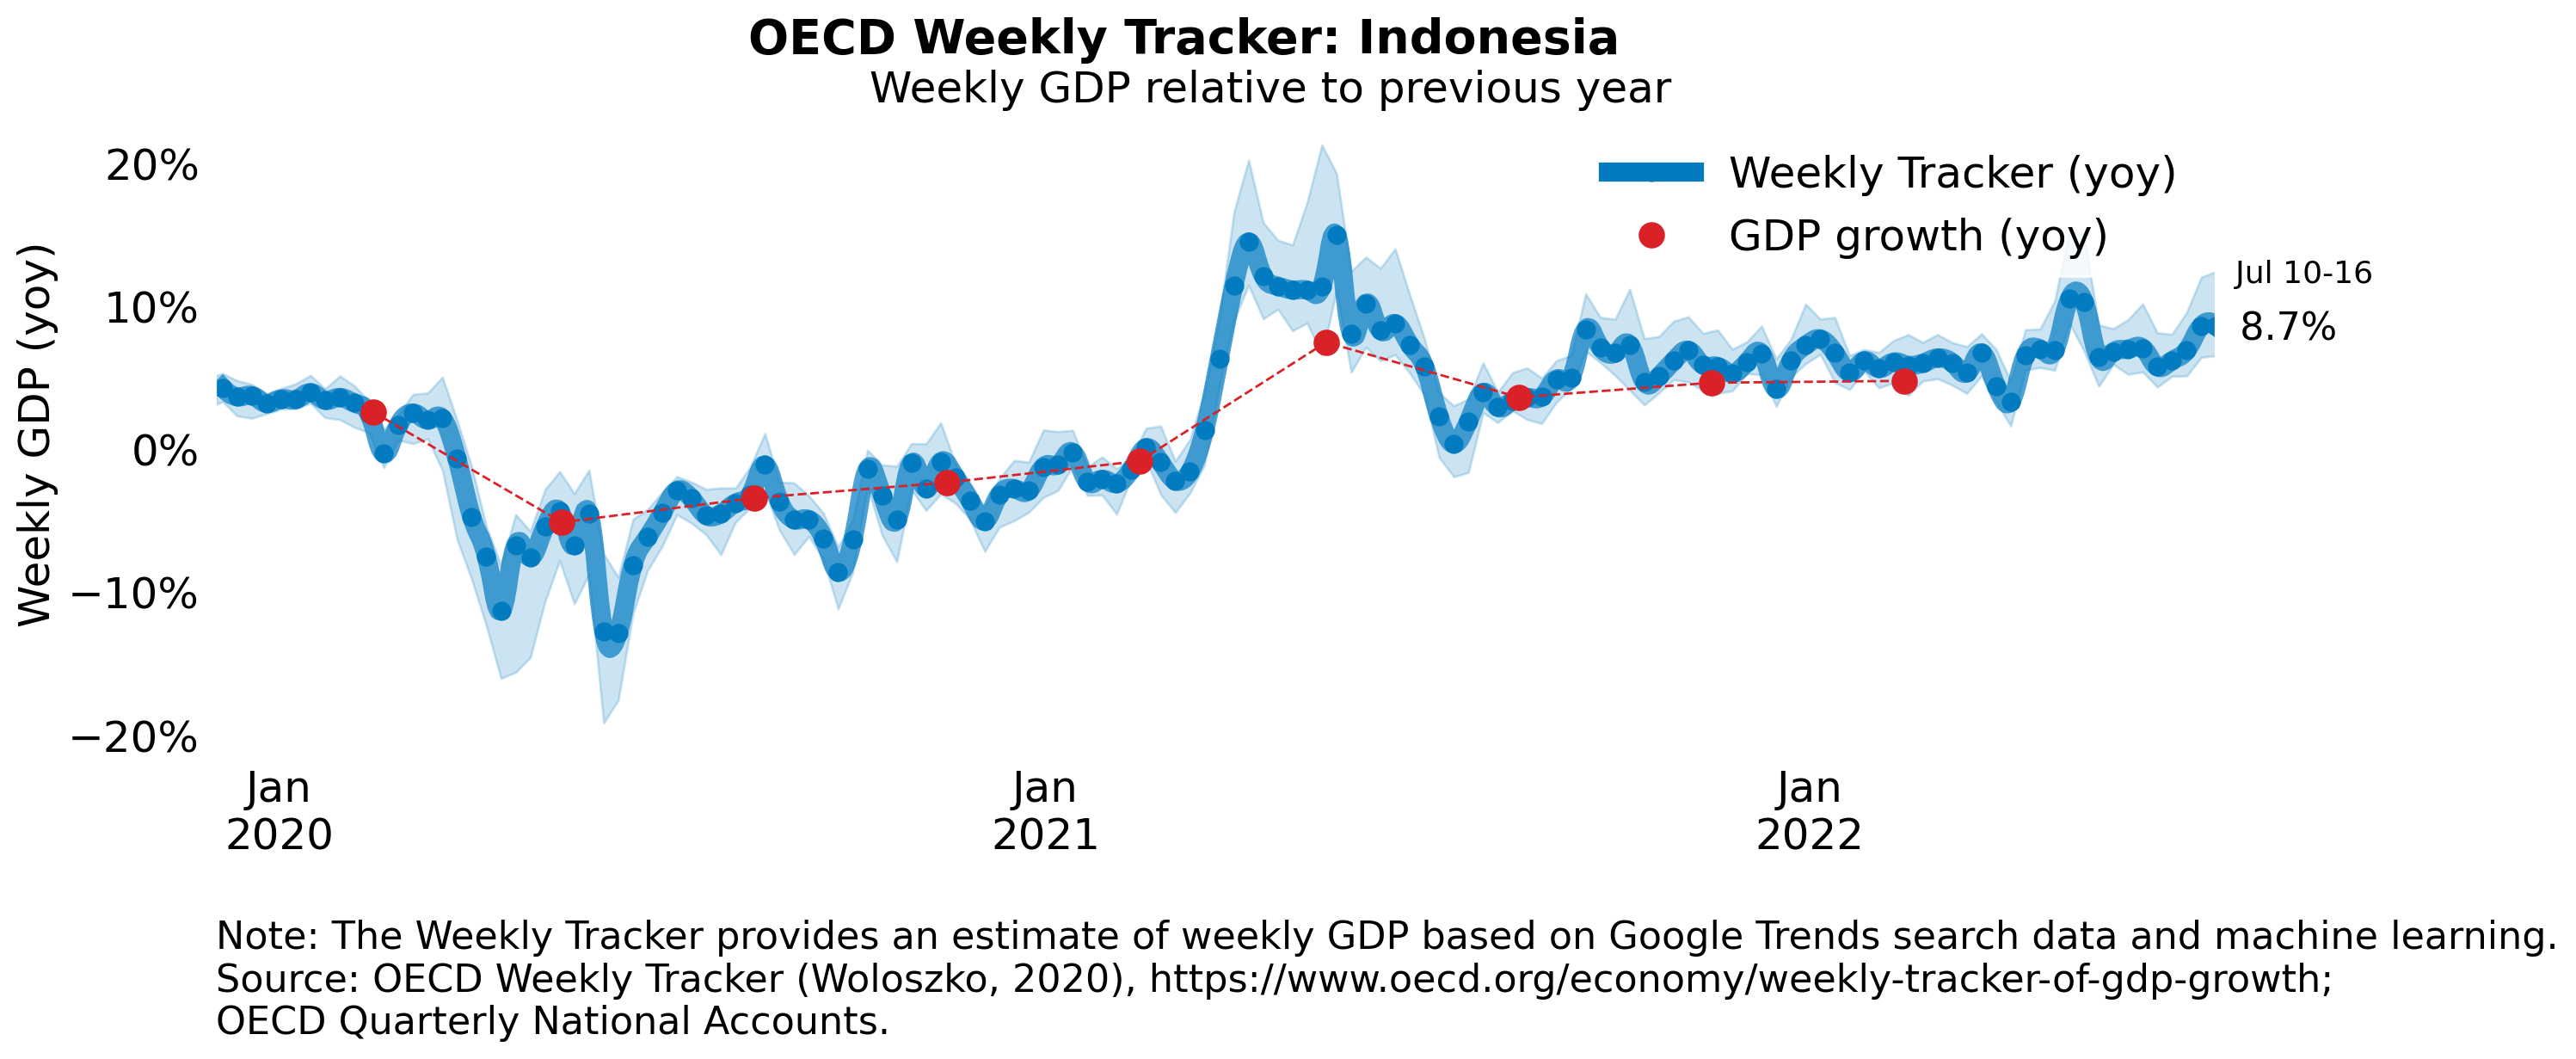 OECD Weekly Tracker: Indonesia
Weekly GDP relative to previous year
Weekly GDP (yoy)
20%
10%
0%
−10%
−20%
Weekly Tracker (yoy)
GDP growth (yoy)
Jul 10-16
8.7%
Jan
2020
Jan
2021
Jan
2022
Note: The Weekly Tracker provides an estimate of weekly GDP based on Google Trends search data and machine learning.
Source: OECD Weekly Tracker (Woloszko, 2020), https://www.oecd.org/economy/weekly-tracker-of-gdp-growth;
OECD Quarterly National Accounts.